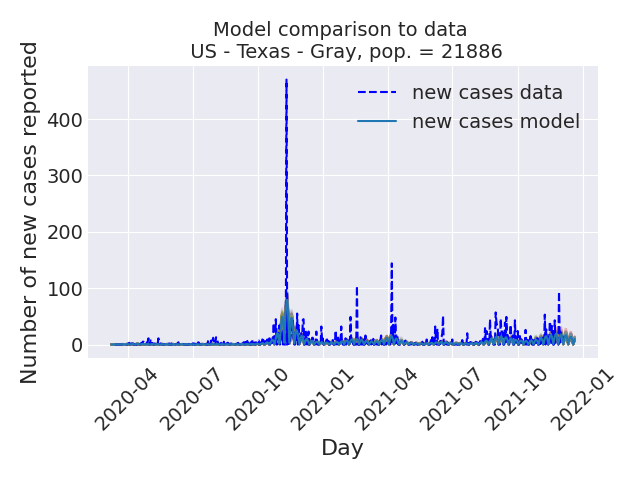 Model comparison to data
US - Texas - Gray, pop. = 21886
new cases data
new cases model
Number of new cases reported
400
300
200
100
0
2020-04
2020-07
2020-10
2021-01
2021-04
2021-07
2021-10
2022-01
Day